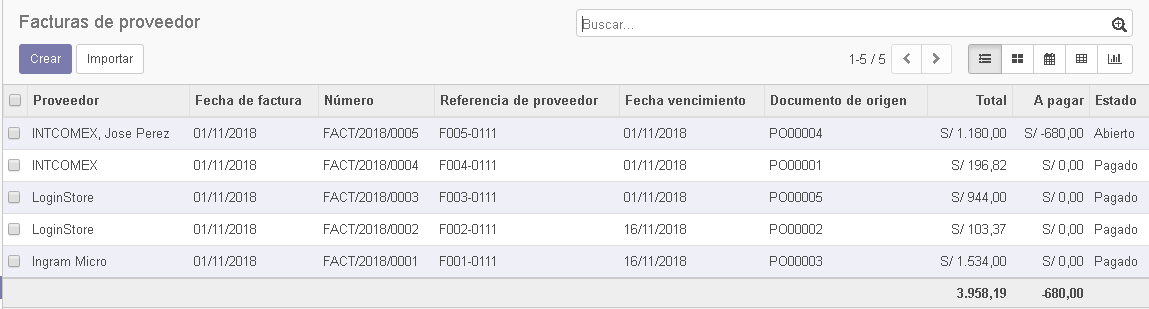 Facturas de proveedor
Buscar...
Crear Importar 1-5 / 5
Proveedor Fecha de factura Número Referencia de proveedor Fecha vencimiento Documento de origen Total A pagar Estado
INTCOMEX, Jose Perez 01/11/2018 FACT/2018/0005 F005-0111 01/11/2018 PO00004 S/ 1.180,00 S/ -680,00 Abierto
INTCOMEX 01/11/2018 FACT/2018/0004 F004-0111 01/11/2018 PO00001 S/ 196,82 S/ 0,00 Pagado
LoginStore 01/11/2018 FACT/2018/0003 F003-0111 01/11/2018 PO00005 S/ 944,00 S/ 0,00 Pagado
LoginStore 01/11/2018 FACT/2018/0002 F002-0111 16/11/2018 PO00002 S/ 103,37 S/ 0,00 Pagado
Ingram Micro 01/11/2018 FACT/2018/0001 F001-0111 16/11/2018 PO00003 S/ 1.534,00 S/ 0,00 Pagado
3.958,19 -680,00